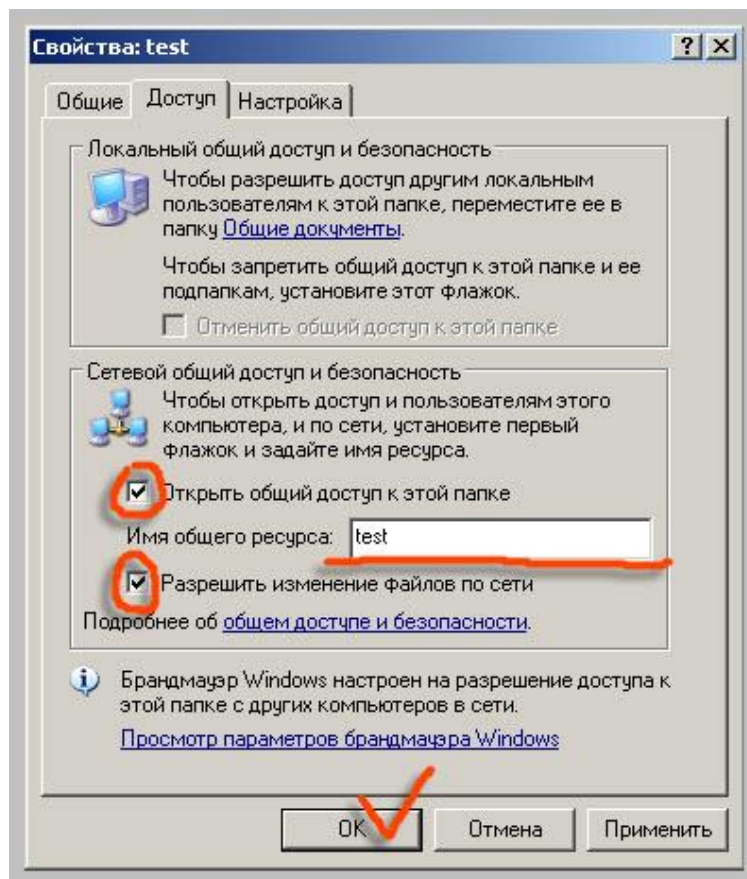 Свойства: test
Общие Доступ Настройка
Локальный общий доступ и безопасность
Чтобы разрешить доступ другим локальным
пользователям к этой папке, переместите ее в
папку Общие документы.
Чтобы запретить общий доступ к этой папке и ее
подпапкам, установите этот флажок.
Отменить общий доступ к этой папке
Сетевой общий доступ и безопасность
Чтобы открыть доступ и пользователям этого
компьютера, и по сети, установите первый
флажок и задайте имя ресурса.
Открыть общий доступ к этой папке
Имя общего ресурса: test
Разрешить изменение файлов по сети
Подробнее об общем доступе и безопасности.
Брандмауэр Windows настроен на разрешение доступа к
этой папке с других компьютеров в сети.
Просмотр параметров брандмауэра Windows
OK Отмена Применить